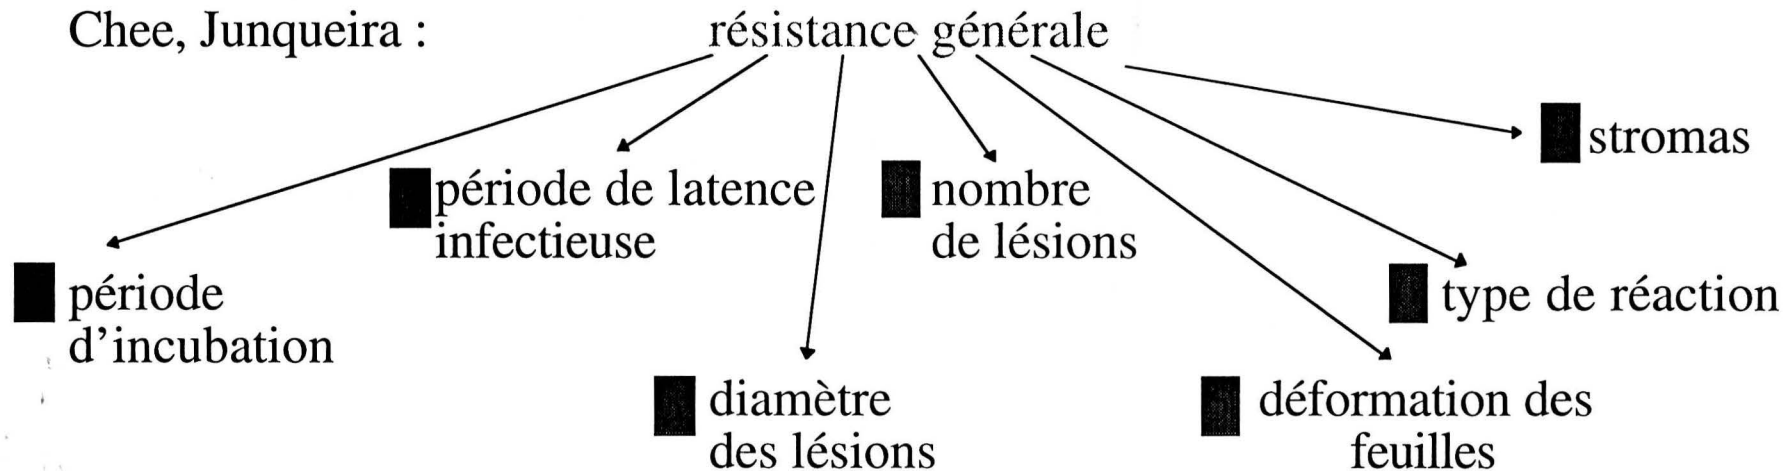 Chee, Junqueira :
résistance générale
stromas
période de latence
infectieuse
nombre
de lésions
période
d'incubation
type de réaction
diamètre
des lésions
déformation des
feuilles